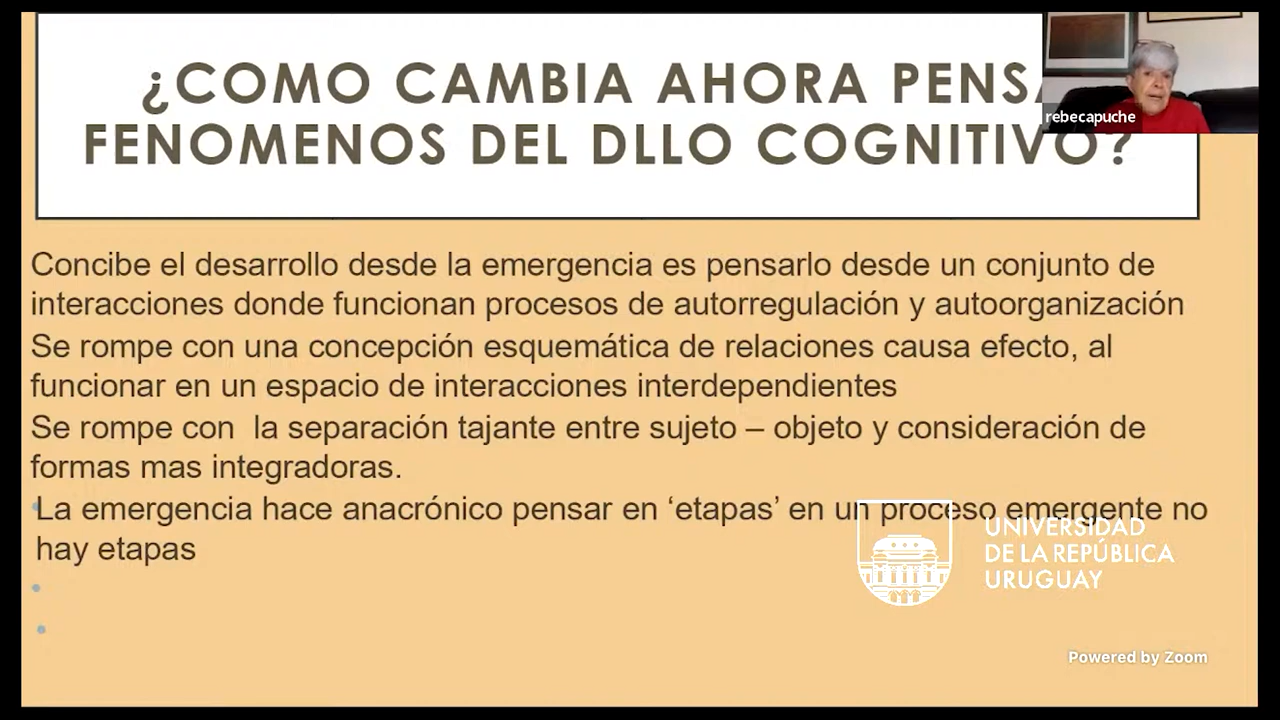 ¿COMO CAMBIA AHORA PENSA
FENOMENOS DEL DLLO COGNITIVO?
rebecapuche
Concibe el desarrollo desde la emergencia es pensarlo desde un conjunto de
interacciones donde funcionan procesos de autorregulación y autoorganización
Se rompe con una concepción esquemática de relaciones causa efecto, al
funcionar en un espacio de interacciones interdependientes
Se rompe con  la separación tajante entre sujeto – objeto y consideración de
formas mas integradoras.
La emergencia hace anacrónico pensar en ‘etapas’ en un proceso emergente no
hay etapas
UNIVERSIDAD
DE LA REPÚBLICA
URUGUAY
Powered by Zoom